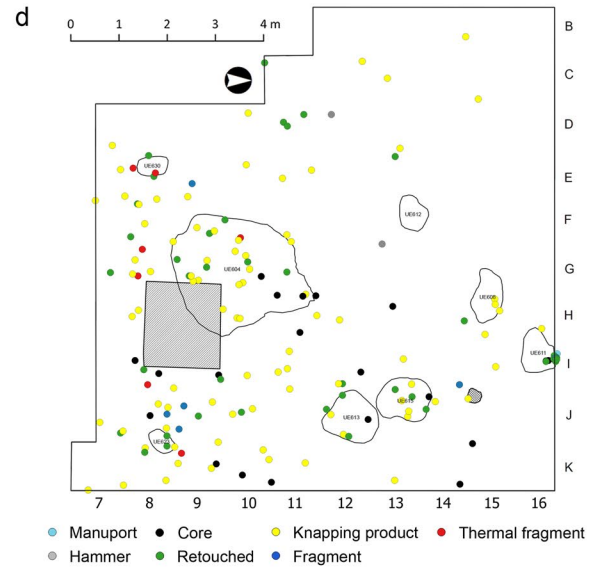 d
0 1 2 3 4 m
B
C
D
E
F
G
H
I
J
K
UE630
UE612
UE604
UE608
UE611
UE615
UE613
7 8 9 10 11 12 13 14 15 16
Manuport Core Knapping product Thermal fragment
Hammer Retouched Fragment